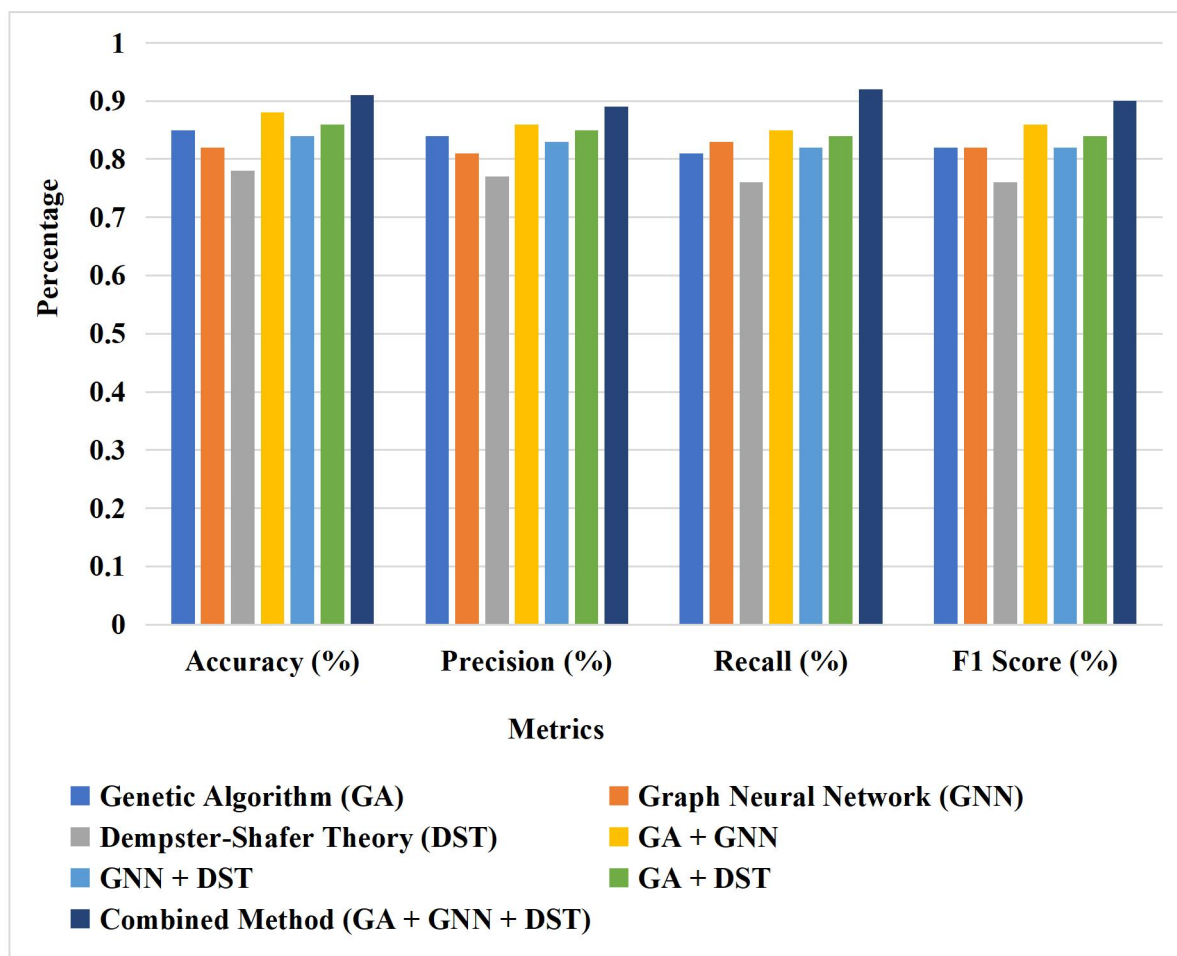 1
0.9
0.8
0.7
0.6
0.5
0.4
0.3
0.2
0.1
0
Percentage
Accuracy (%) Precision (%) Recall (%) F1 Score (%)
Metrics
Genetic Algorithm (GA) Graph Neural Network (GNN)
Dempster-Shafer Theory (DST) GA + GNN
GNN + DST GA + DST
Combined Method (GA + GNN + DST)